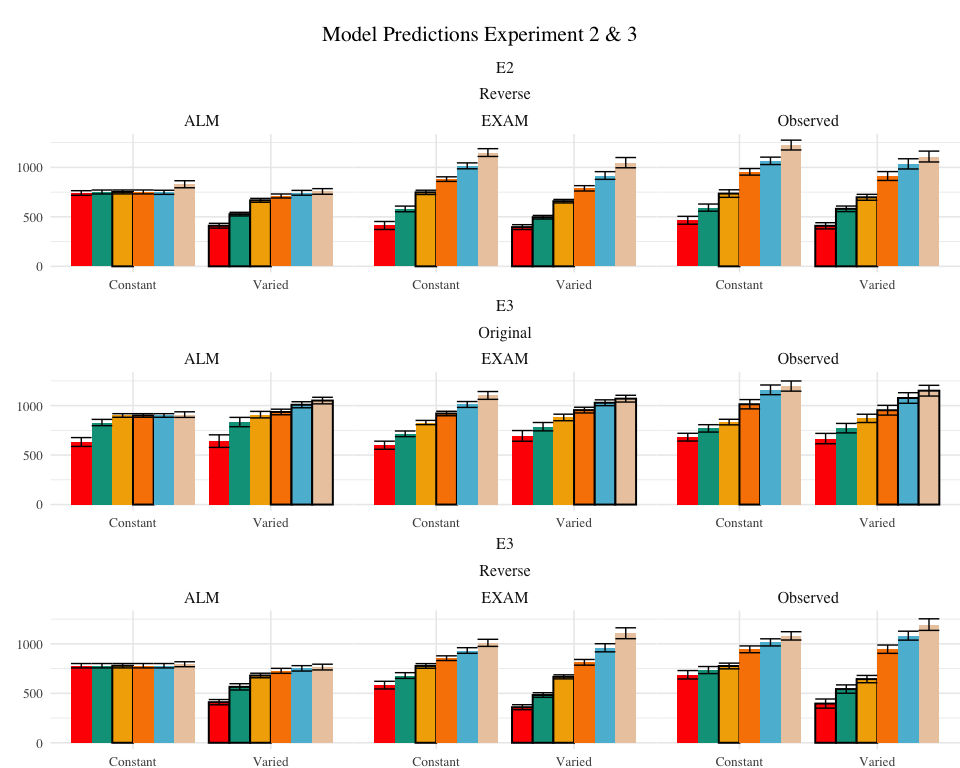 Model Predictions Experiment 2 & 3
E2
Reverse
ALM EXAM Observed
1000
500
0
Constant Varied Constant Varied Constant Varied
E3
Original
ALM EXAM Observed
1000
500
0
Constant Varied Constant Varied Constant Varied
E3
Reverse
ALM EXAM Observed
1000
500
0
Constant Varied Constant Varied Constant Varied